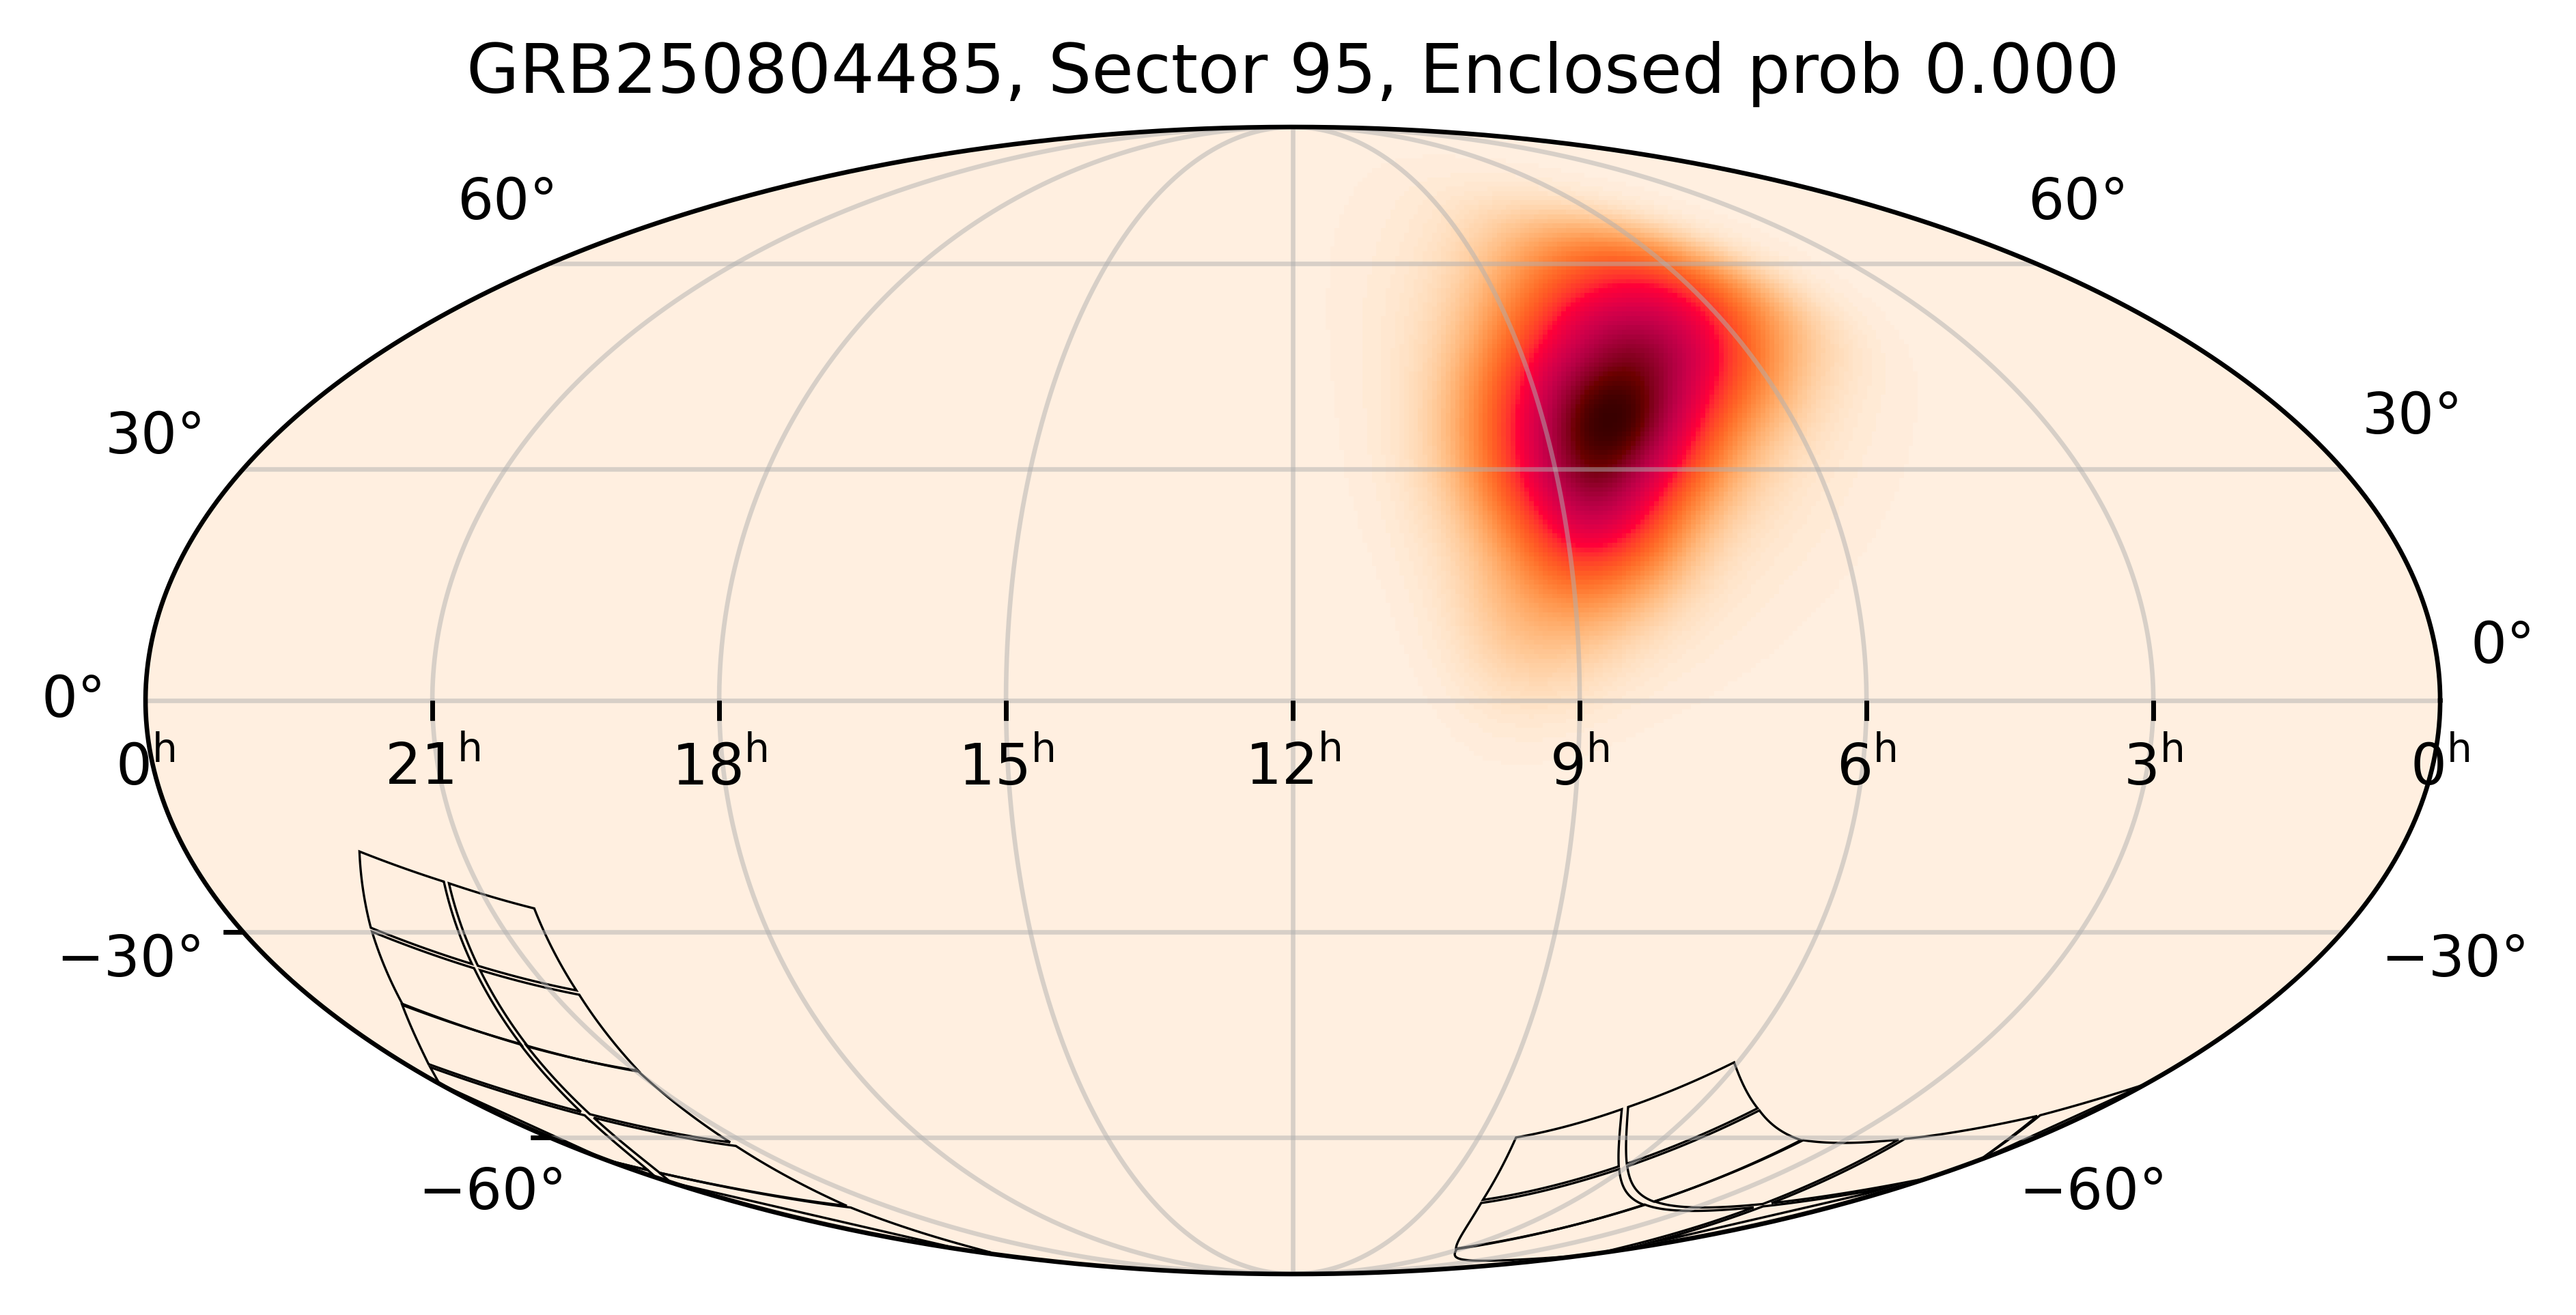 GRB250804485, Sector 95, Enclosed prob 0.000
60° 60°
30° 30°
0° 0°
0ʰ 21ʰ 18ʰ 15ʰ 12ʰ 9ʰ 6ʰ 3ʰ 0ʰ
−30° −30°
−60° −60°